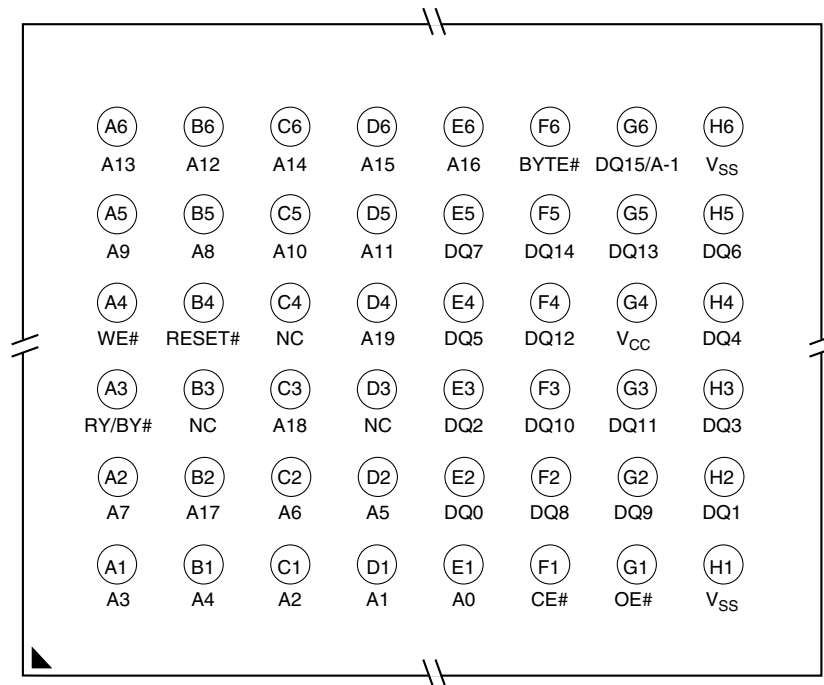 A6 B6 C6 D6 E6 F6 G6 H6
A13 A12 A14 A15 A16 BYTE# DQ15/A-1 VSS
A5 B5 C5 D5 E5 F5 G5 H5
A9 A8 A10 A11 DQ7 DQ14 DQ13 DQ6
A4 B4 C4 D4 E4 F4 G4 H4
WE# RESET# NC A19 DQ5 DQ12 VCC DQ4
A3 B3 C3 D3 E3 F3 G3 H3
RY/BY# NC A18 NC DQ2 DQ10 DQ11 DQ3
A2 B2 C2 D2 E2 F2 G2 H2
A7 A17 A6 A5 DQ0 DQ8 DQ9 DQ1
A1 B1 C1 D1 E1 F1 G1 H1
A3 A4 A2 A1 A0 CE# OE# VSS